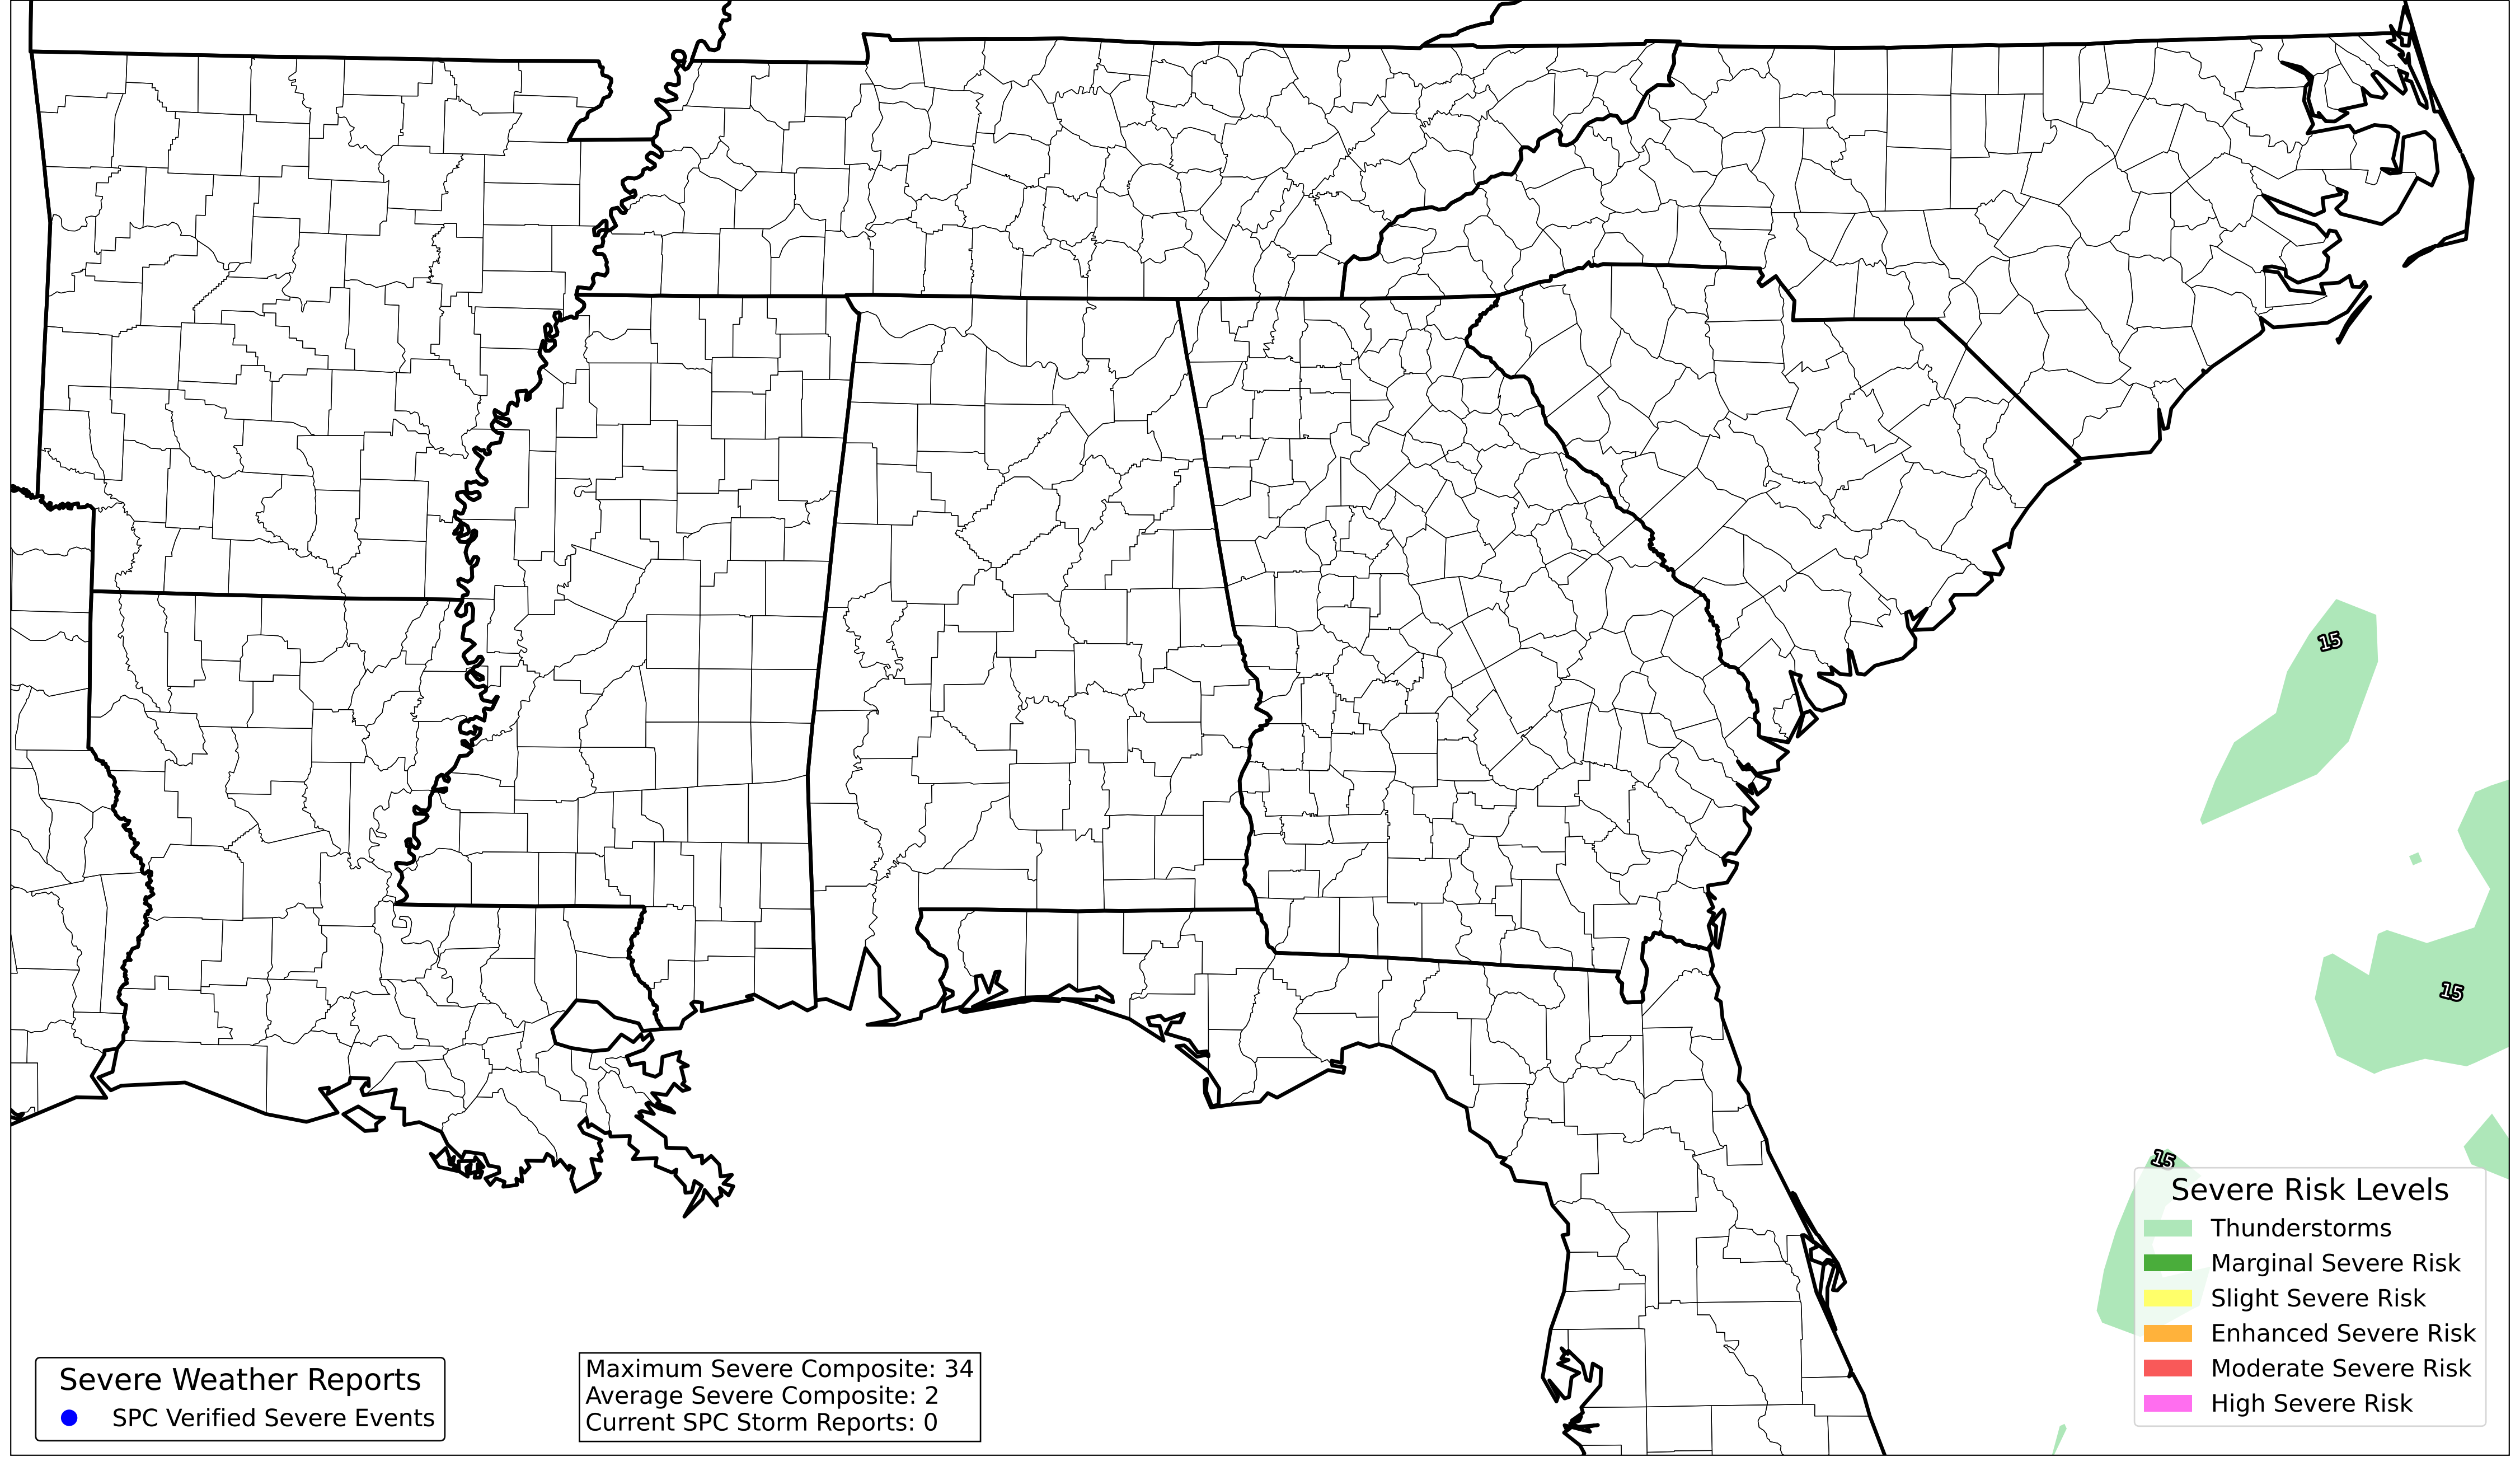 15
15
15
Severe Risk Levels
Thunderstorms
Marginal Severe Risk
Slight Severe Risk
Enhanced Severe Risk
Moderate Severe Risk
High Severe Risk
Severe Weather Reports
SPC Verified Severe Events
Maximum Severe Composite: 34
Average Severe Composite: 2
Current SPC Storm Reports: 0